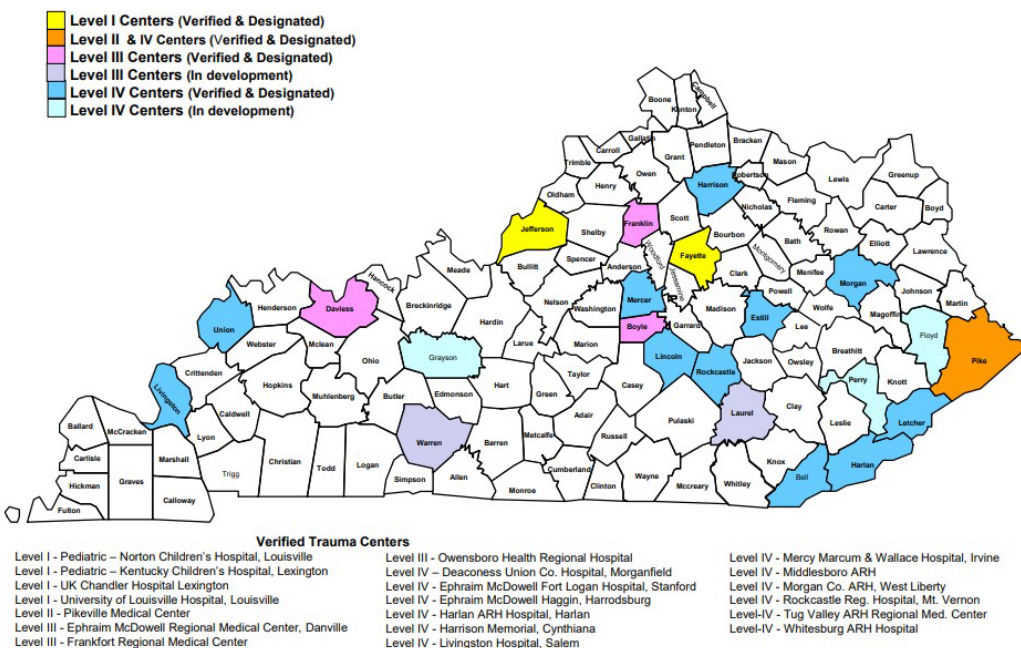 Level I Centers (Verified & Designated)
Level II & IV Centers (Verified & Designated)
Level III Centers (Verified & Designated)
Level III Centers (In development)
Level IV Centers (Verified & Designated)
Level IV Centers (In development)
Boone
Kenton
Campbell
Gallatin
Pendleton
Bracken
Carroll
Grant
Mason
Trimble
Owen
Robertson
Lewis
Greenup
Henry
Harrison
Fleming
Carter
Boyd
Oldham
Nicholas
Franklin
Scott
Rowan
Elliott
Jefferson
Shelby
Bourbon
Bath
Lawrence
Woodford
Fayette
Montgomery
Spencer
Anderson
Clark
Menifee
Morgan
Meade
Bullitt
Jessamine
Powell
Johnson
Hancock
Martin
Breckinridge
Nelson
Washington
Mercer
Madison
Estill
Wolfe
Magoffin
Henderson
Daviess
Union
Hardin
Boyle
Garrard
Lee
Floyd
Webster
Mclean
Larue
Marion
Breathitt
Ohio
Grayson
Lincoln
Jackson
Owsley
Pike
Crittenden
Rockcastle
Knott
Taylor
Perry
Hopkins
Hart
Casey
Livingston
Muhlenberg
Butler
Edmonson
Green
Clay
Letcher
Caldwell
Adair
Laurel
Leslie
Ballard
McCracken
Lyon
Warren
Barren
Metcalfe
Russell
Pulaski
Carlisle
Marshall
Trigg
Christian
Todd
Logan
Knox
Harlan
Hickman
Graves
Simpson
Allen
Cumberland
Wayne
Whitley
Bell
Calloway
Monroe
Clinton
Mccreary
Fulton
Verified Trauma Centers
Level I - Pediatric – Norton Children's Hospital, Louisville
Level I - Pediatric – Kentucky Children's Hospital, Lexington
Level I - UK Chandler Hospital Lexington
Level I - University of Louisville Hospital, Louisville
Level II - Pikeville Medical Center
Level III - Ephraim McDowell Regional Medical Center, Danville
Level III - Frankfort Regional Medical Center
Level III - Owensboro Health Regional Hospital
Level IV – Deaconess Union Co. Hospital, Morganfield
Level IV - Ephraim McDowell Fort Logan Hospital, Stanford
Level IV - Ephraim McDowell Haggin, Harrodsburg
Level IV - Harlan ARH Hospital, Harlan
Level IV - Harrison Memorial, Cynthiana
Level IV - Livingston Hospital, Salem
Level IV - Mercy Marcum & Wallace Hospital, Irvine
Level IV - Middlesboro ARH
Level IV - Morgan Co. ARH, West Liberty
Level IV - Rockcastle Reg. Hospital, Mt. Vernon
Level-IV - Tug Valley ARH Regional Med. Center
Level-IV - Whitesburg ARH Hospital